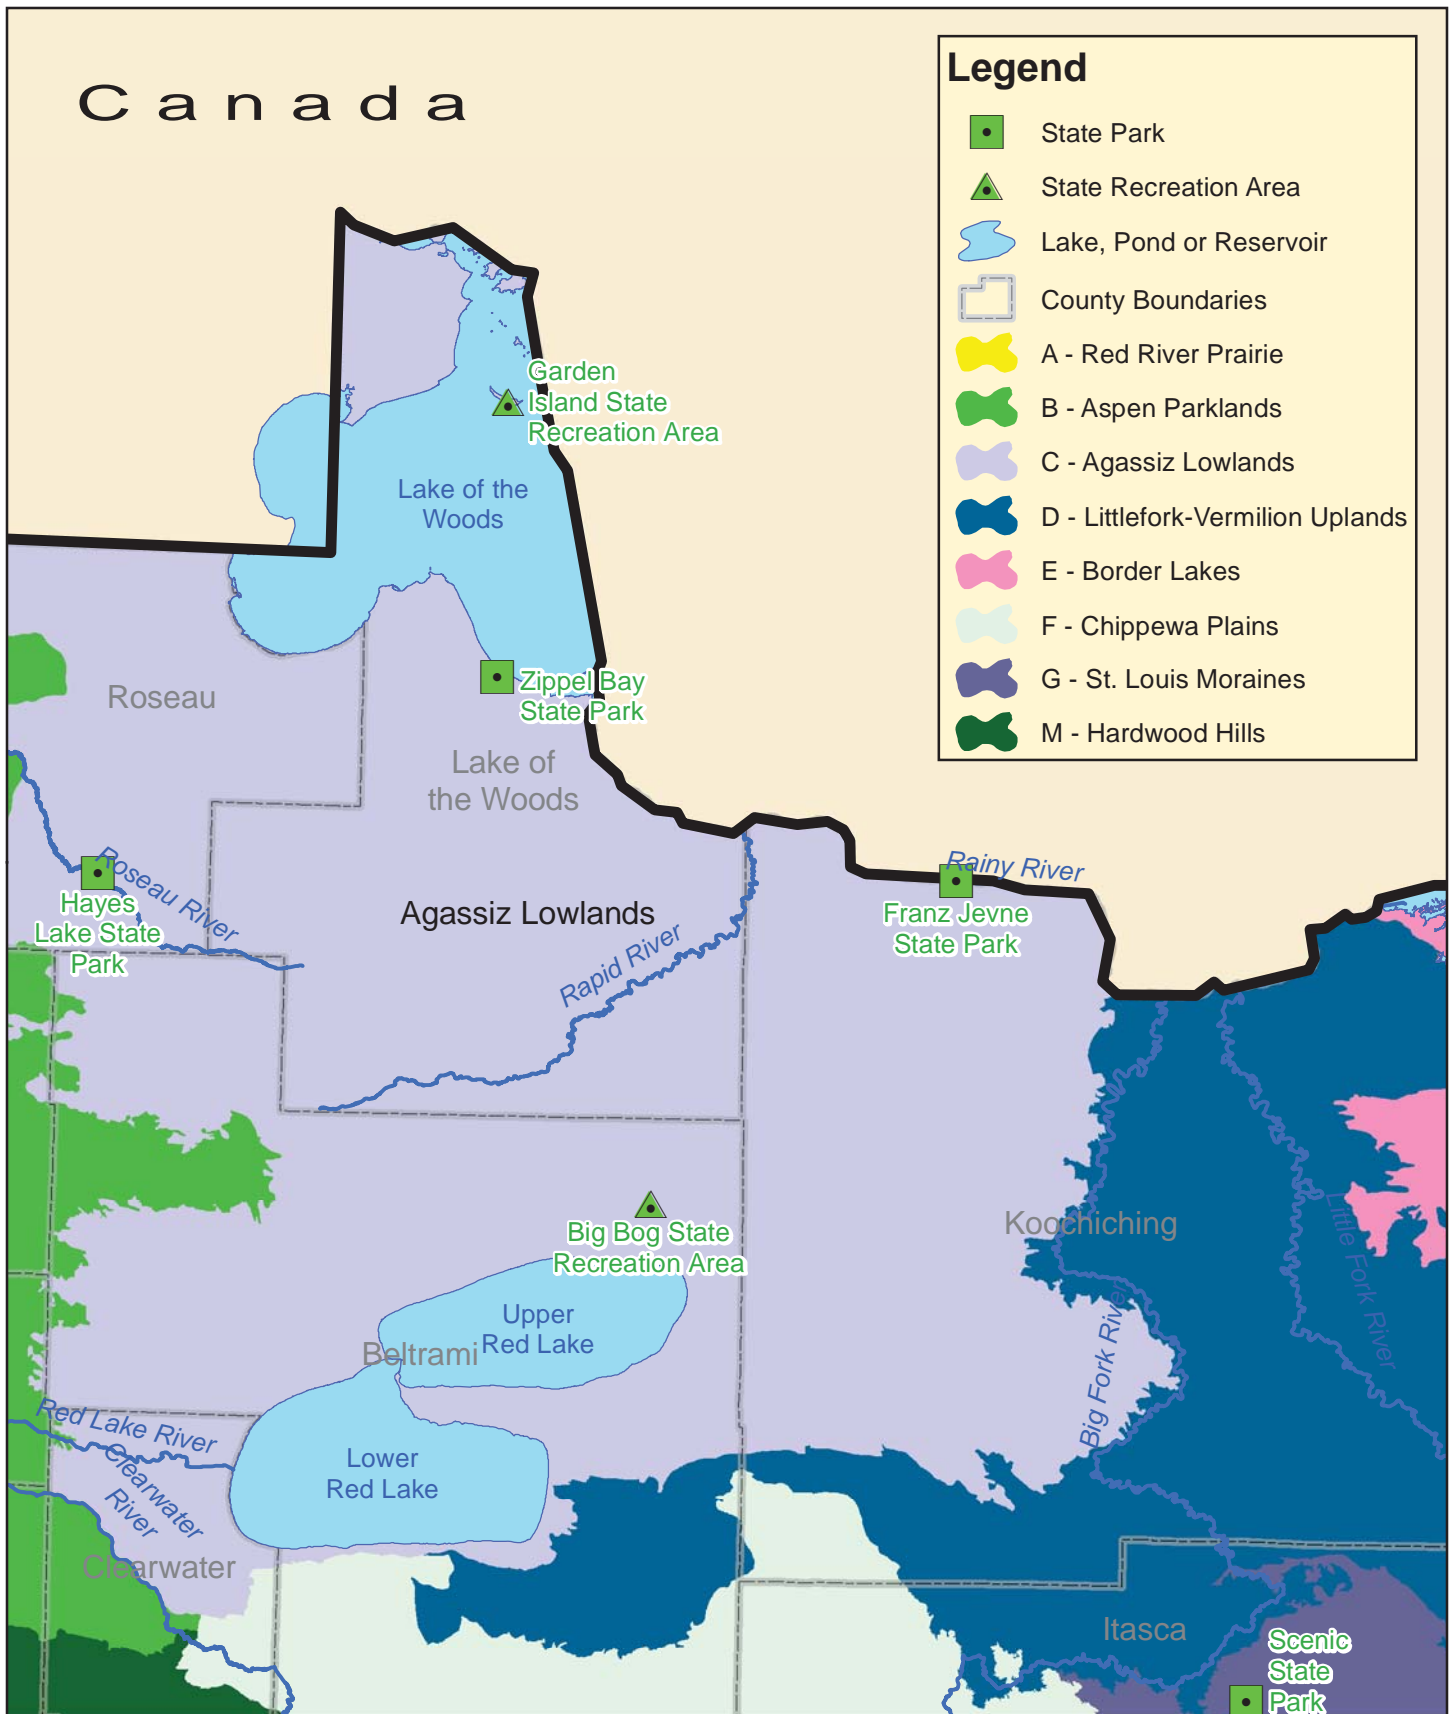 Canada
Legend
State Park
State Recreation Area
Lake, Pond or Reservoir
County Boundaries
A - Red River Prairie
B - Aspen Parklands
C - Agassiz Lowlands
D - Littlefork-Vermilion Uplands
E - Border Lakes
F - Chippewa Plains
G - St. Louis Moraines
M - Hardwood Hills
Garden
Island State
Recreation Area
Lake of the
Woods
Roseau
Zippel Bay
State Park
Lake of
the Woods
Roseau River
Hayes
Lake State
Park
Agassiz Lowlands
Rapid River
Rainy River
Franz Jevne
State Park
Koochiching
Little Fork River
Big Bog State
Recreation Area
Upper
Red Lake
Beltrami
Big Fork River
Red Lake River
Clearwater
River
Lower
Red Lake
Clearwater
Itasca
Scenic
State
Park